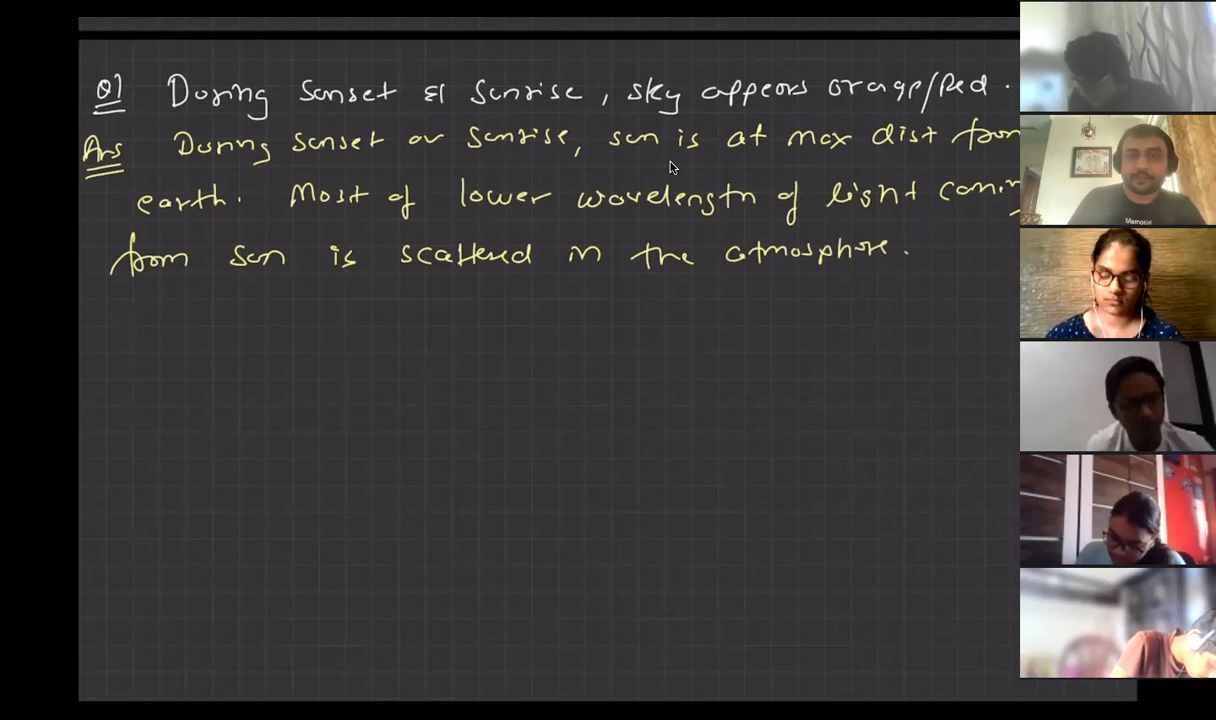 Q1 During Sunset & Sunrise, sky appears orage/Red.
Ans During sunset or sunrise, sun is at max dist from
earth. Most of lower wavelength of light comin
from sun is scattered in the atmosphere.